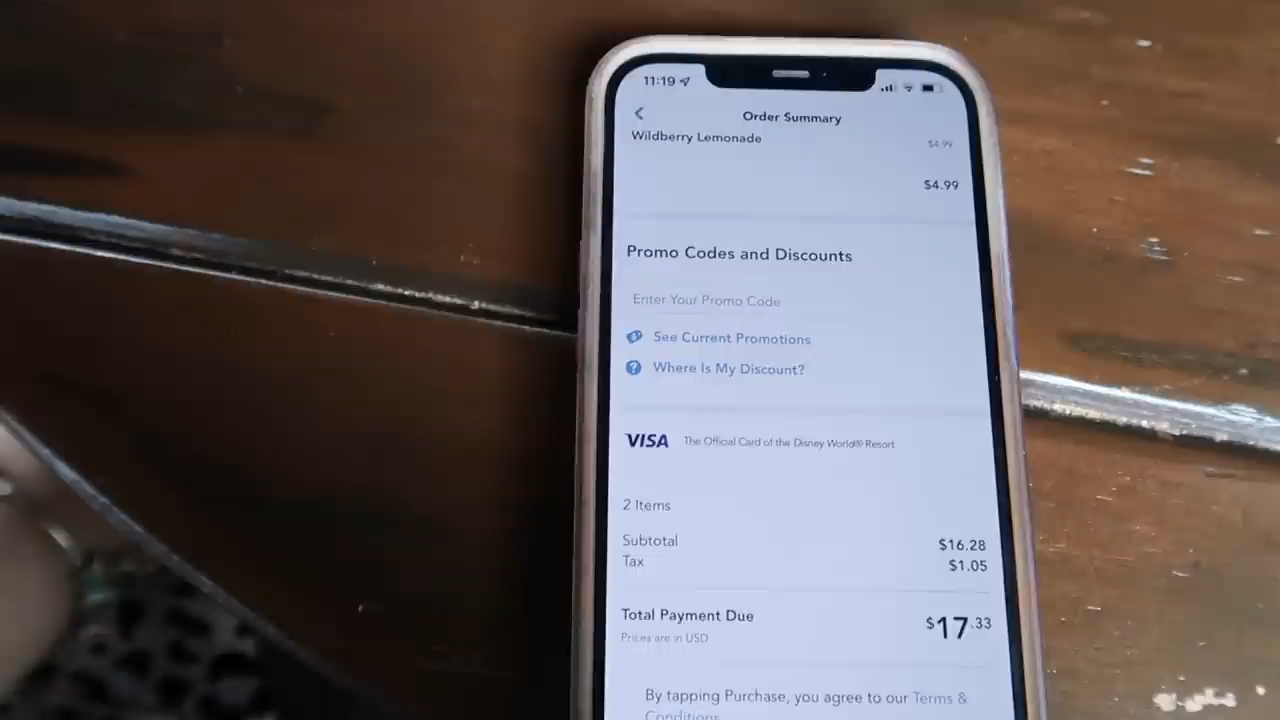 11:19
Order Summary
Wildberry Lemonade
$4.99
$4.99
Promo Codes and Discounts
Enter Your Promo Code
See Current Promotions
? Where Is My Discount?
VISA The Official Card of the Disney World® Resort
2 Items
Subtotal $16.28
Tax $1.05
Total Payment Due $17.33
Prices are in USD
By tapping Purchase, you agree to our Terms &
Conditions